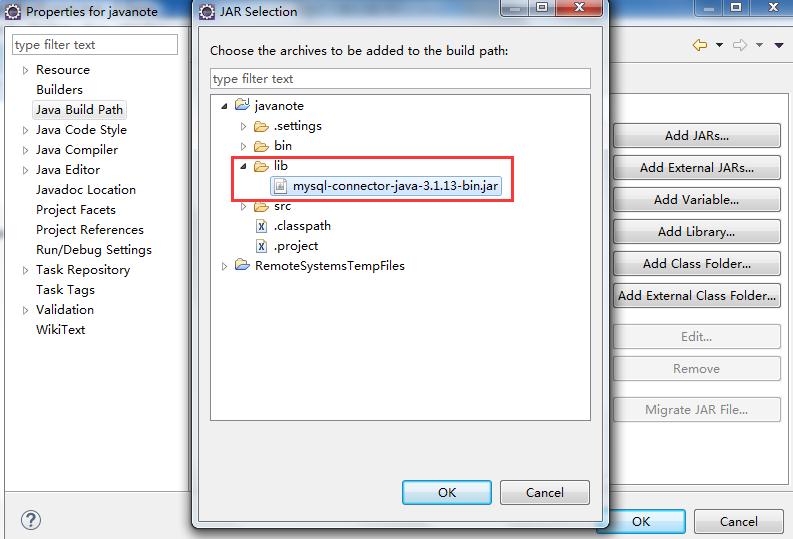 Properties for javanote
type filter text
Resource
Builders
Java Build Path
Java Code Style
Java Compiler
Java Editor
Javadoc Location
Project Facets
Project References
Run/Debug Settings
Task Repository
Task Tags
Validation
WikiText
JAR Selection
Choose the archives to be added to the build path:
type filter text
javanote
.settings
bin
lib
mysql-connector-java-3.1.13-bin.jar
src
.classpath
.project
RemoteSystemsTempFiles
OK
Cancel
Add JARs...
Add External JARs...
Add Variable...
Add Library...
Add Class Folder...
Add External Class Folder...
Edit...
Remove
Migrate JAR File...
OK
Cancel